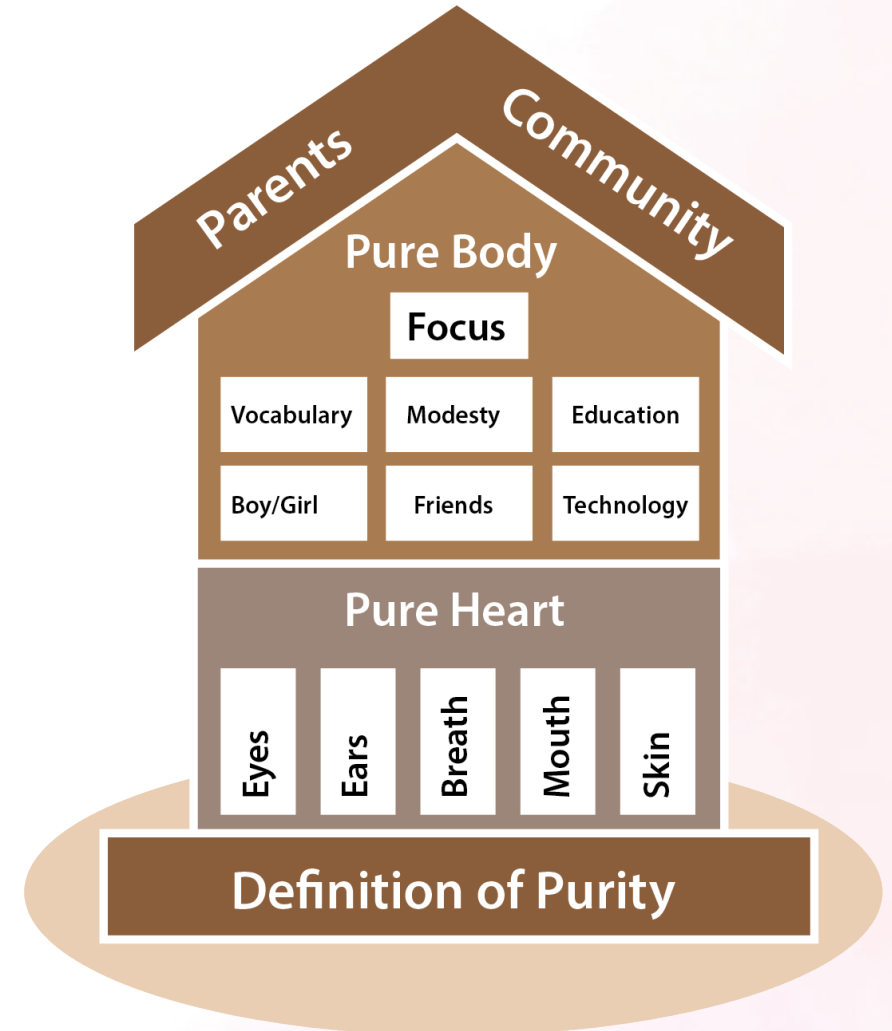 Parents
Community
Pure Body
Focus
Vocabulary
Modesty
Education
Boy/Girl
Friends
Technology
Pure Heart
Eyes
Ears
Breath
Mouth
Skin
Definition of Purity